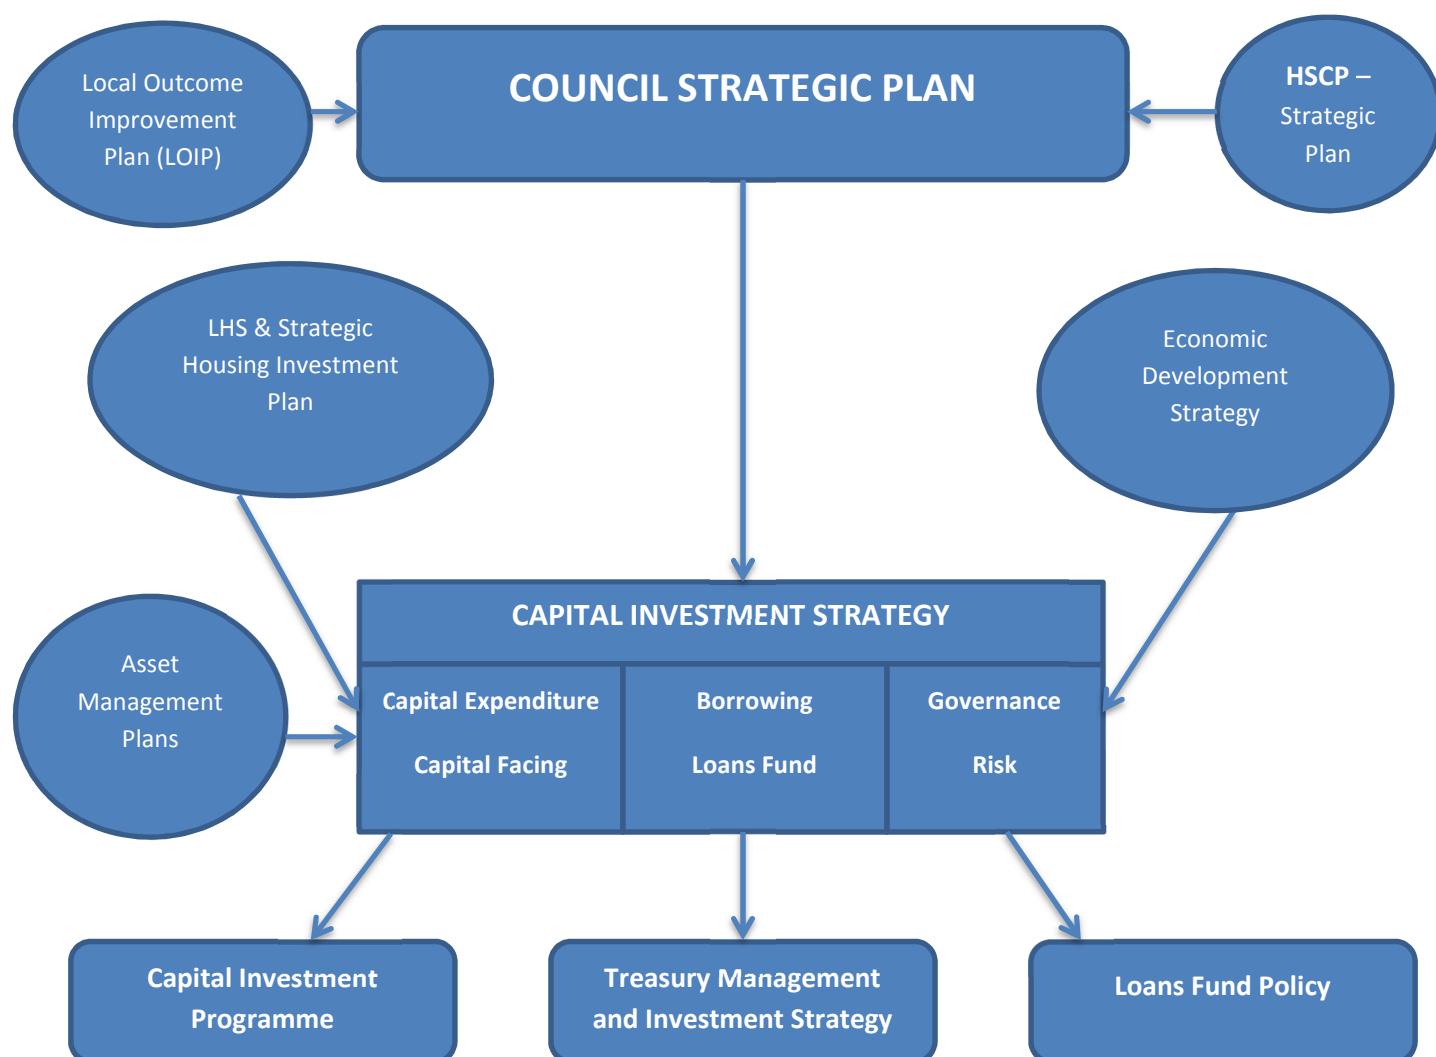 Local Outcome
Improvement
Plan (LOIP)
COUNCIL STRATEGIC PLAN
HSCP –
Strategic
Plan
LHS & Strategic
Housing Investment
Plan
Economic
Development
Strategy
Asset
Management
Plans
CAPITAL INVESTMENT STRATEGY
Capital Expenditure
Capital Facing
Borrowing
Loans Fund
Governance
Risk
Capital Investment
Programme
Treasury Management
and Investment Strategy
Loans Fund Policy